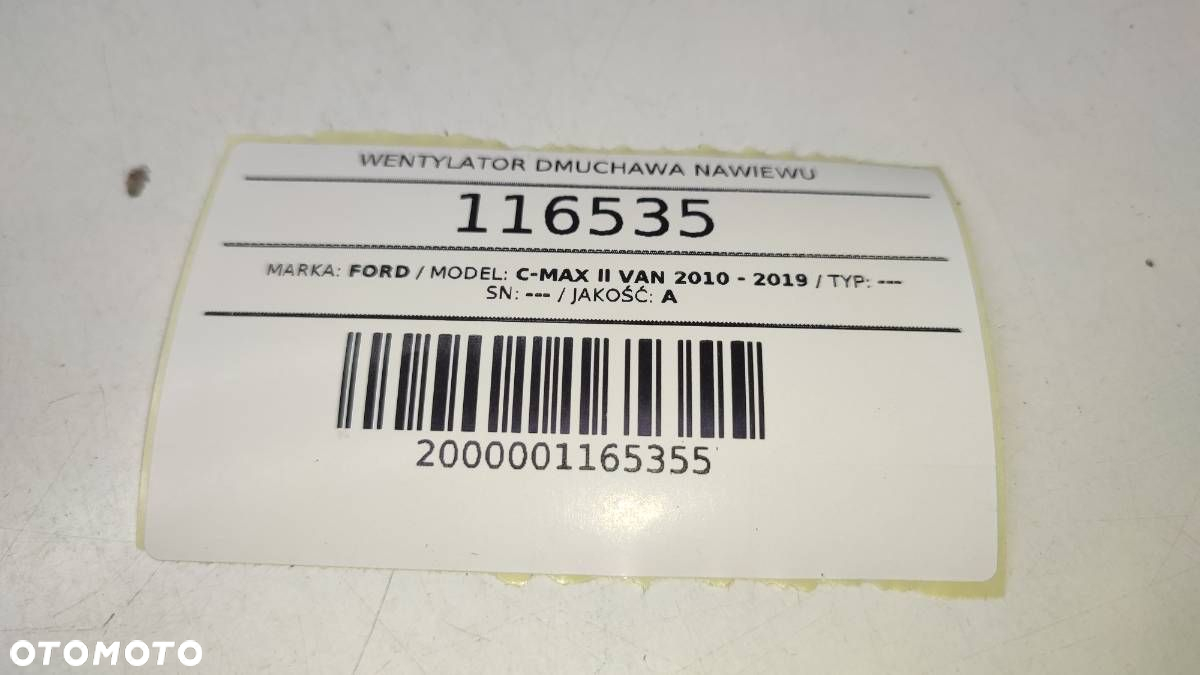 WENTYLATOR DMUCHAWA NAWIEWU
116535
MARKA: FORD / MODEL: C-MAX II VAN 2010 - 2019 / TYP: ---
SN: --- / JAKOŚĆ: A
2000001165355
OTOMOTO